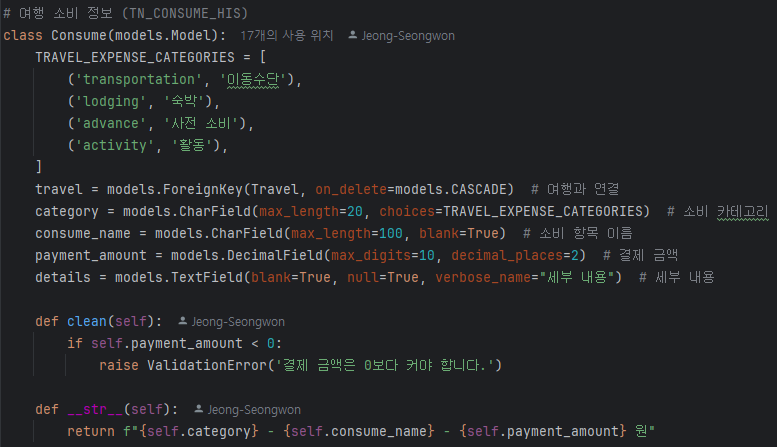 # 여행 소비 정보 (TN_CONSUME_HIS)
class Consume(models.Model): 17개의 사용 위치 Jeong-Seongwon
    TRAVEL_EXPENSE_CATEGORIES = [
        ('transportation', '이동수단'),
        ('lodging', '숙박'),
        ('advance', '사전 소비'),
        ('activity', '활동'),
    ]
    travel = models.ForeignKey(Travel, on_delete=models.CASCADE)  # 여행과 연결
    category = models.CharField(max_length=20, choices=TRAVEL_EXPENSE_CATEGORIES)  # 소비 카테고리
    consume_name = models.CharField(max_length=100, blank=True)  # 소비 항목 이름
    payment_amount = models.DecimalField(max_digits=10, decimal_places=2)  # 결제 금액
    details = models.TextField(blank=True, null=True, verbose_name="세부 내용")  # 세부 내용
    def clean(self): Jeong-Seongwon
        if self.payment_amount < 0:
            raise ValidationError('결제 금액은 0보다 커야 합니다.')
    def __str__(self): Jeong-Seongwon
        return f"{self.category} - {self.consume_name} - {self.payment_amount} 원"